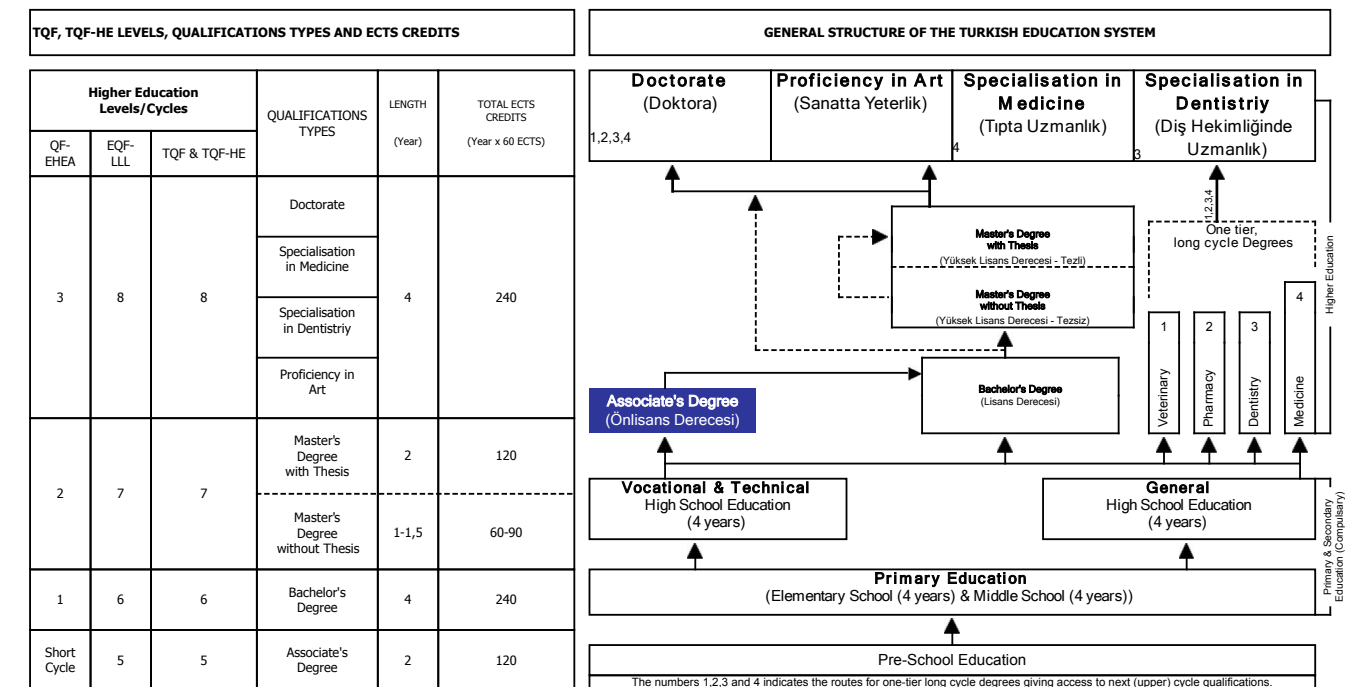 TQF, TQF-HE LEVELS, QUALIFICATIONS TYPES AND ECTS CREDITS
Higher Education
Levels/Cycles
QUALIFICATIONS
TYPES
LENGTH
(Year)
TOTAL ECTS
CREDITS
(Year x 60 ECTS)
QF-
EHEA
EQF-
LLL
TQF & TQF-HE
3
8
8
Doctorate
Specialisation
in Medicine
Specialisation
in Dentistriy
Proficiency in
Art
4
240
2
7
7
Master's
Degree
with Thesis
2
120
Master's
Degree
without Thesis
1-1,5
60-90
1
6
6
Bachelor's
Degree
4
240
Short
Cycle
5
5
Associate's
Degree
2
120
GENERAL STRUCTURE OF THE TURKISH EDUCATION SYSTEM
Doctorate
(Doktora)
1,2,3,4
Proficiency in Art
(Sanatta Yeterlik)
Specialisation in
Medicine
(Tıpta Uzmanlık)
4
Specialisation in
Dentistriy
(Diş Hekimliğinde
Uzmanlık)
3
1,2,3,4
One tier,
long cycle Degrees
Master's Degree
with Thesis
(Yüksek Lisans Derecesi - Tezli)
Master's Degree
without Thesis
(Yüksek Lisans Derecesi - Tezsiz)
Bachelor's Degree
(Lisans Derecesi)
Associate's Degree
(Önlisans Derecesi)
1
Veterinary
2
Pharmacy
3
Dentistry
4
Medicine
Higher Education
Vocational & Technical
High School Education
(4 years)
General
High School Education
(4 years)
Primary & Secondary
Education (Compulsary)
Primary Education
(Elementary School (4 years) & Middle School (4 years))
Pre-School Education
The numbers 1,2,3 and 4 indicates the routes for one-tier long cycle degrees giving access to next (upper) cycle qualifications.